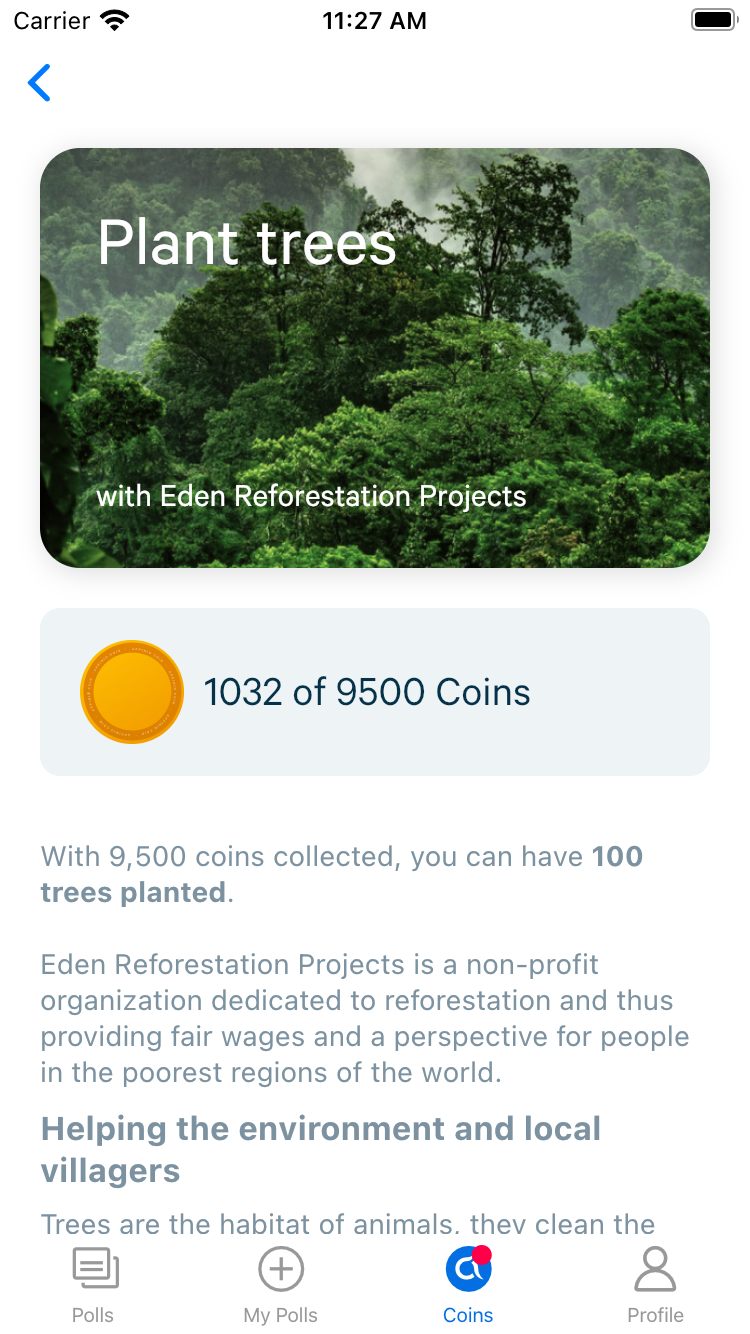 Carrier 11:27 AM
Plant trees
with Eden Reforestation Projects
1032 of 9500 Coins
With 9,500 coins collected, you can have 100
trees planted.
Eden Reforestation Projects is a non-profit
organization dedicated to reforestation and thus
providing fair wages and a perspective for people
in the poorest regions of the world.
Helping the environment and local
villagers
Trees are the habitat of animals, they clean the
Polls My Polls Coins Profile